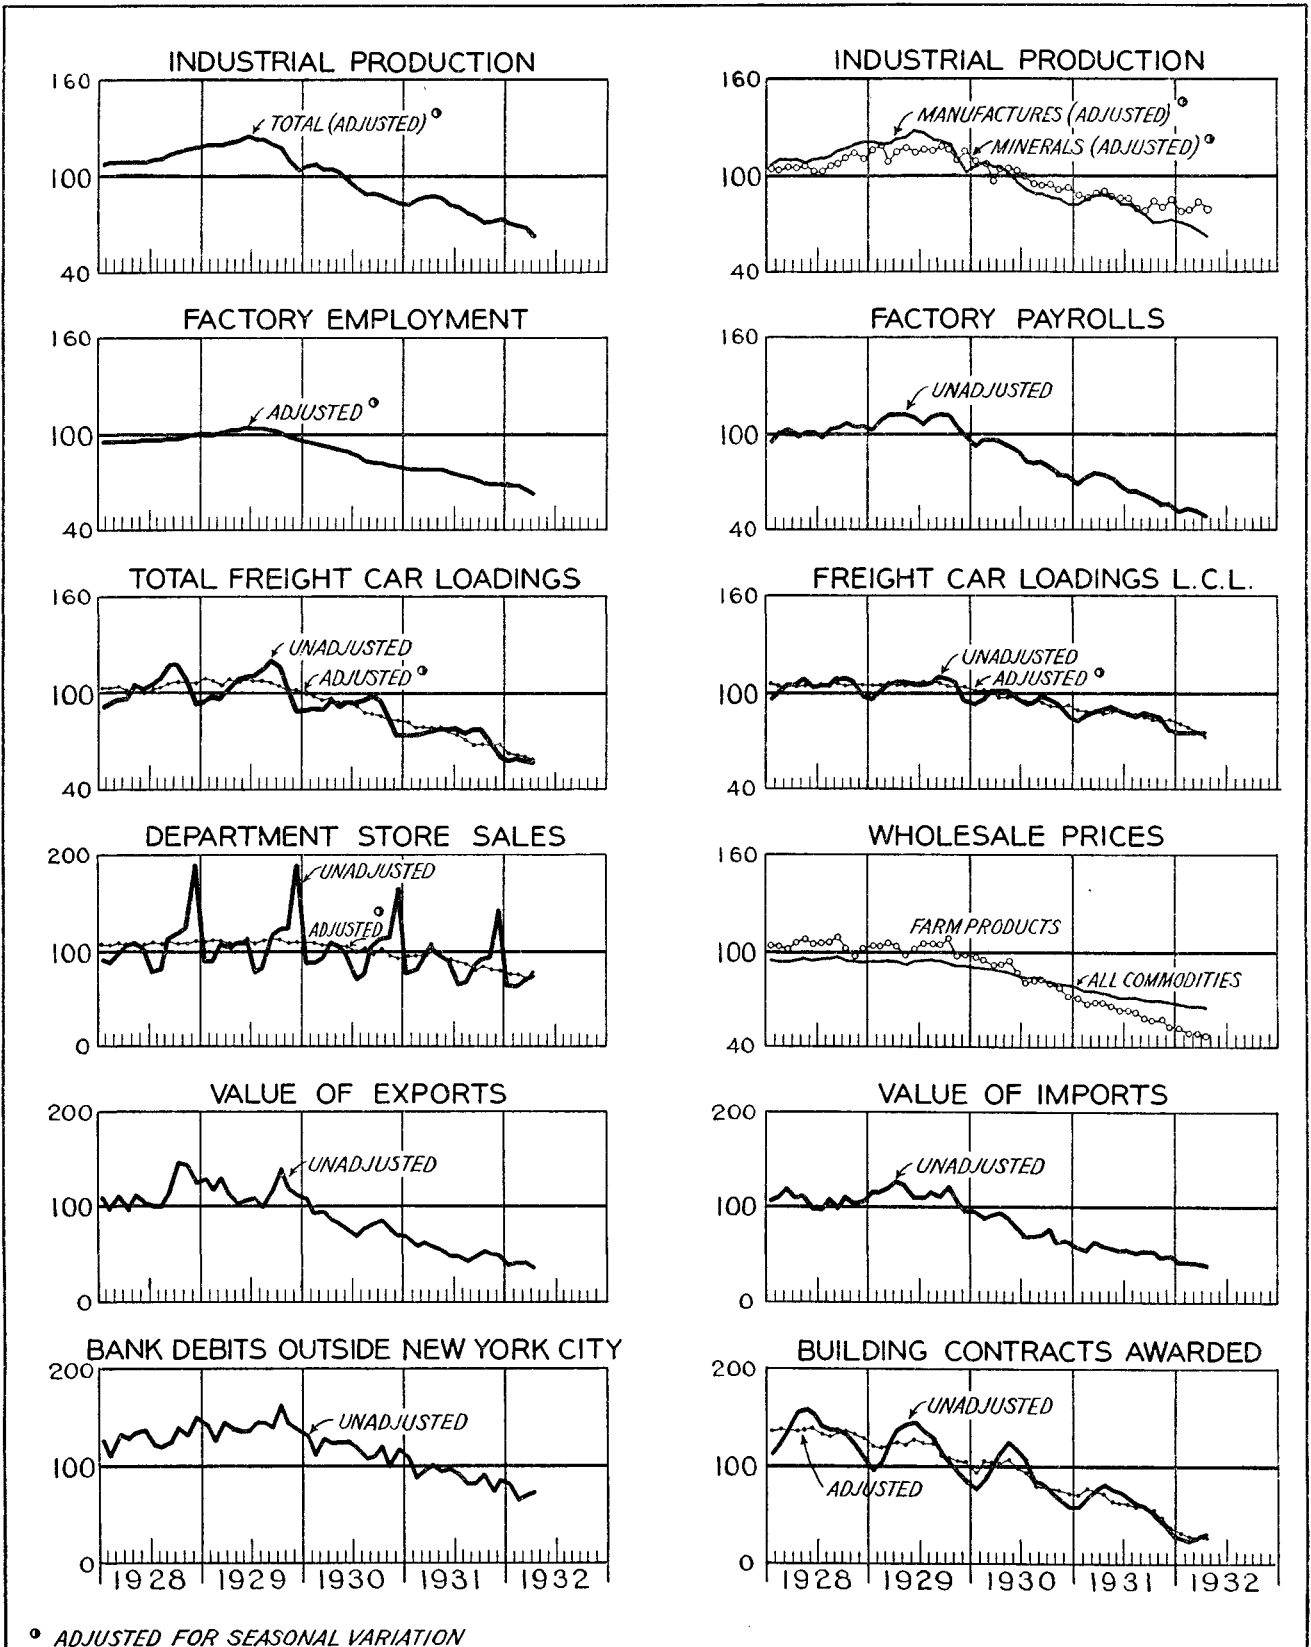 INDUSTRIAL PRODUCTION
160
TOTAL (ADJUSTED)
100
40
INDUSTRIAL PRODUCTION
160
MANUFACTURES (ADJUSTED)
MINERALS (ADJUSTED)
100
40
FACTORY EMPLOYMENT
160
ADJUSTED
100
40
FACTORY PAYROLLS
160
UNADJUSTED
100
40
TOTAL FREIGHT CAR LOADINGS
160
UNADJUSTED
ADJUSTED
100
40
FREIGHT CAR LOADINGS L.C.L.
160
UNADJUSTED
ADJUSTED
100
40
DEPARTMENT STORE SALES
200
UNADJUSTED
ADJUSTED
100
0
WHOLESALE PRICES
160
FARM PRODUCTS
100
ALL COMMODITIES
40
VALUE OF EXPORTS
200
UNADJUSTED
100
0
VALUE OF IMPORTS
200
UNADJUSTED
100
0
BANK DEBITS OUTSIDE NEW YORK CITY
200
UNADJUSTED
100
0
1928 1929 1930 1931 1932
BUILDING CONTRACTS AWARDED
200
UNADJUSTED
100
ADJUSTED
0
1928 1929 1930 1931 1932
ADJUSTED FOR SEASONAL VARIATION